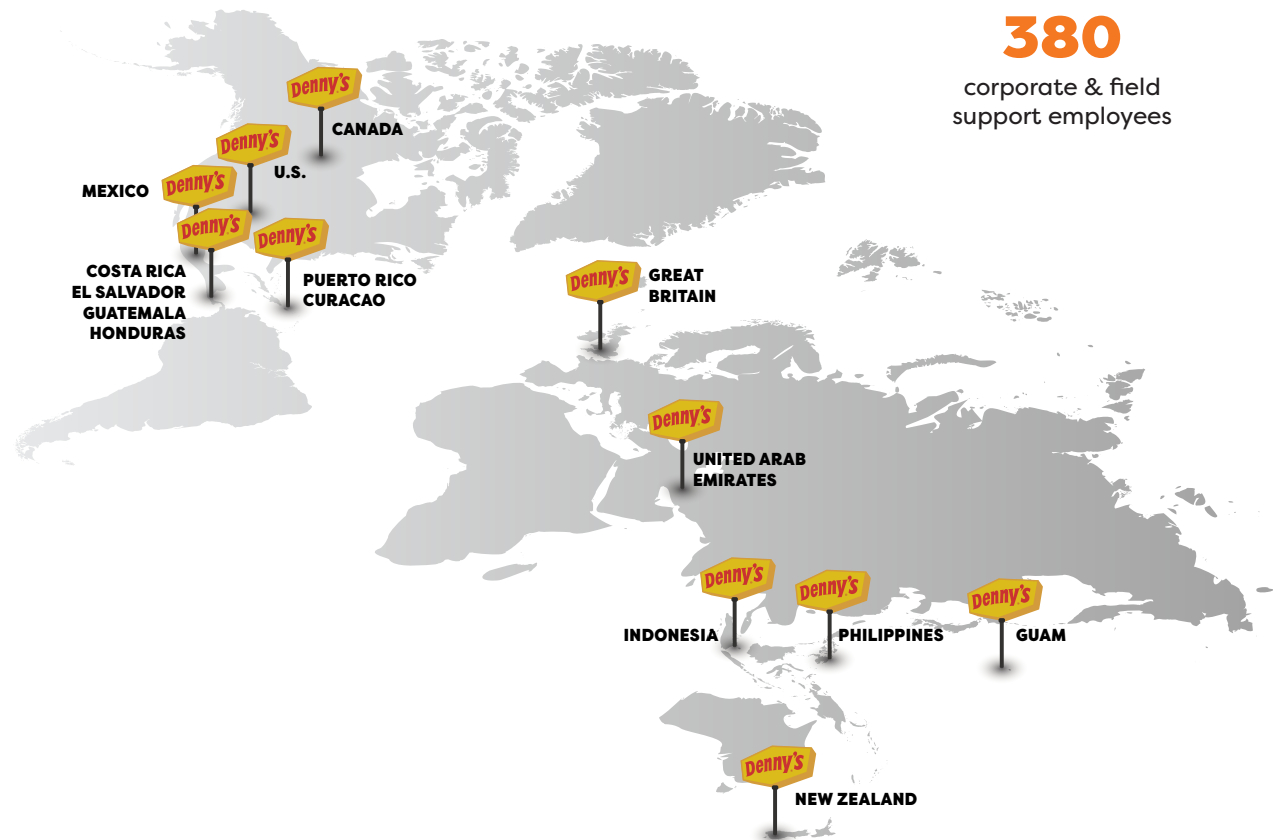 380
corporate & field
support employees
Denny's
CANADA
Denny's
U.S.
Denny's
MEXICO
Denny's
COSTA RICA
EL SALVADOR
GUATEMALA
HONDURAS
Denny's
PUERTO RICO
CURACAO
Denny's
GREAT
BRITAIN
Denny's
UNITED ARAB
EMIRATES
Denny's
INDONESIA
Denny's
PHILIPPINES
Denny's
GUAM
Denny's
NEW ZEALAND